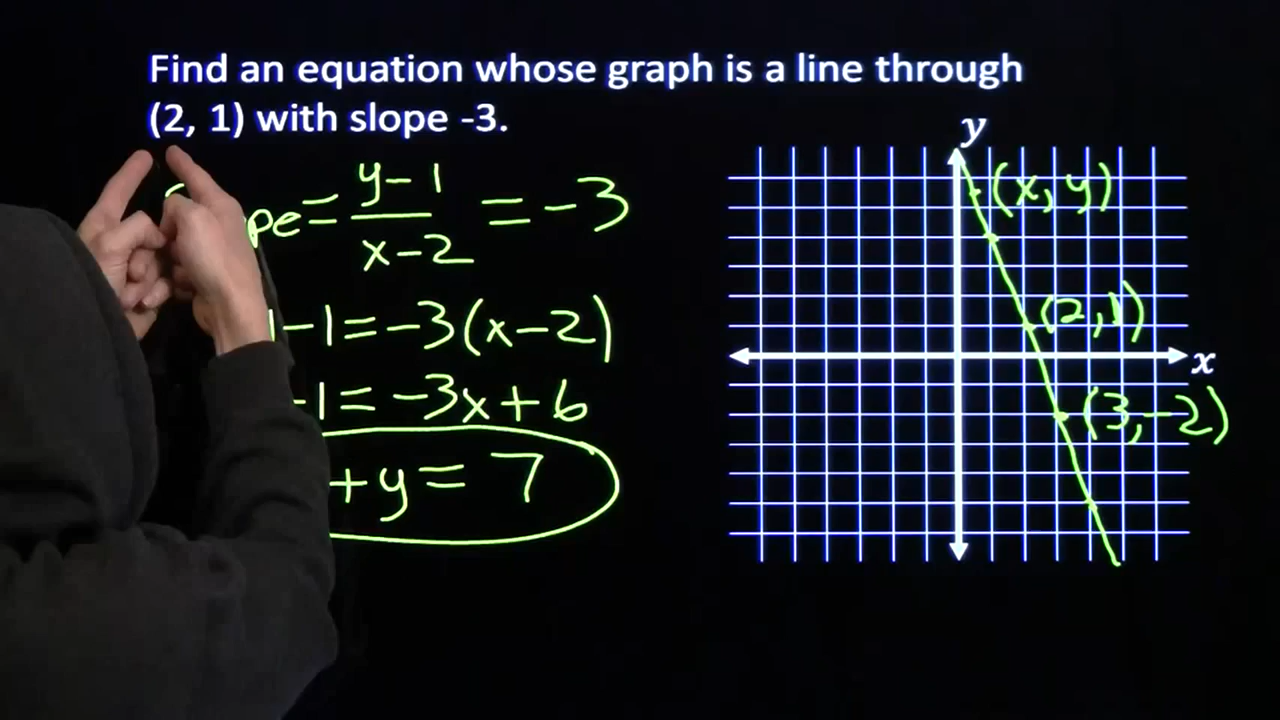 Find an equation whose graph is a line through
(2, 1) with slope -3.
pe = y-1 / x-2 = -3
-1 = -3(x-2)
-1 = -3x+6
+y = 7
y
(x, y)
(2,1)
x
(3,-2)